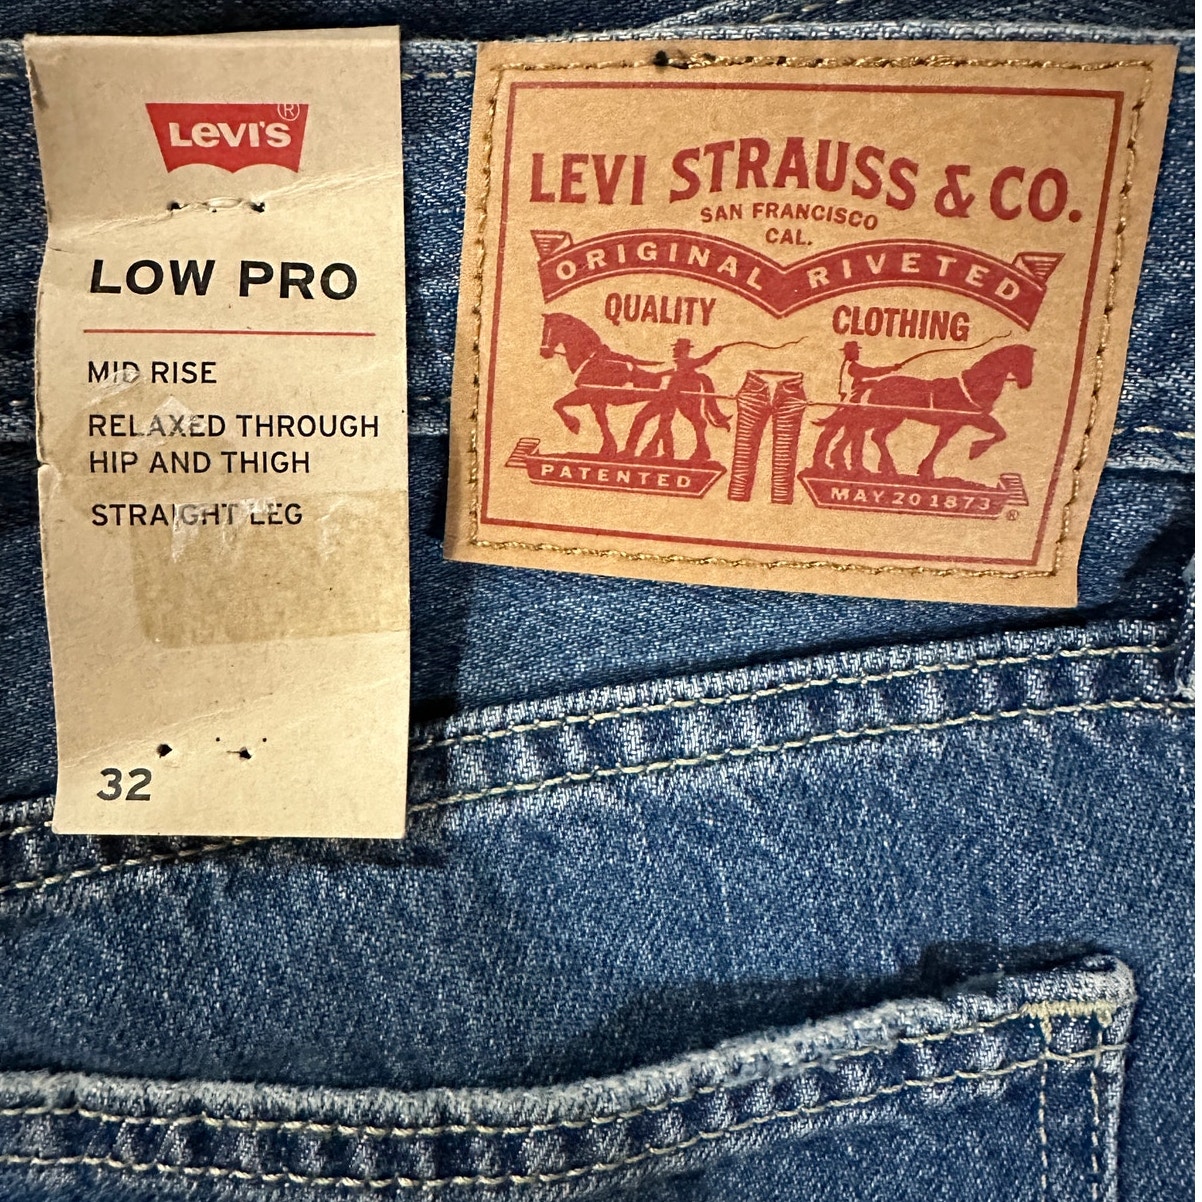 LEVI'S®
LOW PRO
MID RISE
RELAXED THROUGH
HIP AND THIGH
STRAIGHT LEG
32
LEVI STRAUSS & CO.
SAN FRANCISCO
CAL.
ORIGINAL RIVETED
QUALITY CLOTHING
PATENTED MAY 20 1873 ®